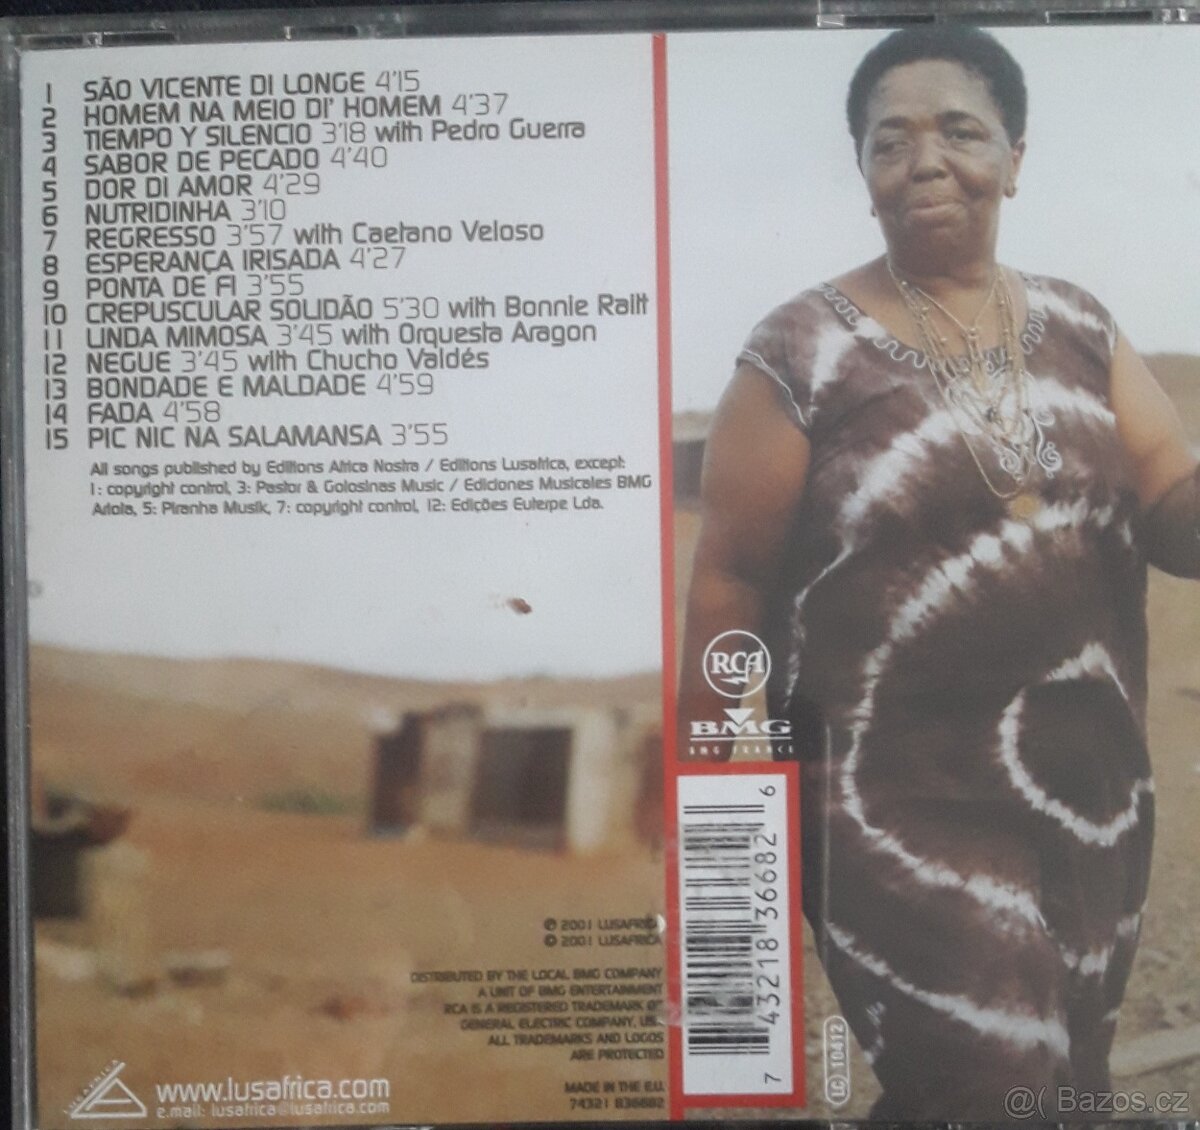 1 SÃO VICENTE DI LONGE 4'15
2 HOMEM NA MEIO DI' HOMEM 4'37
3 TIEMPO Y SILENCIO 3'18 with Pedro Guerra
4 SABOR DE PECADO 4'40
5 DOR DI AMOR 4'29
6 NUTRIDINHA 3'10
7 REGRESSO 3'57 with Caetano Veloso
8 ESPERANÇA IRISADA 4'27
9 PONTA DE FI 3'55
10 CREPUSCULAR SOLIDÃO 5'30 with Bonnie Raitt
11 LINDA MIMOSA 3'45 with Orquesta Aragon
12 NEGUE 3'45 with Chucho Valdés
13 BONDADE E MALDADE 4'59
14 FADA 4'58
15 PIC NIC NA SALAMANSA 3'55
All songs published by Editions Africa Nostra / Editions Lusafrica, except:
1: copyright control, 3: Pastor & Golosinas Music / Ediciones Musicales BMG
Ariola, 5: Piranha Musik, 7: copyright control, 12: Edições Euterpe Lda.
RCA
BMG
BMG FRANCE
7 43218 36682 6
LC 10412
℗ 2001 LUSAFRICA
© 2001 LUSAFRICA
DISTRIBUTED BY THE LOCAL BMG COMPANY
A UNIT OF BMG ENTERTAINMENT
RCA IS A REGISTERED TRADEMARK OF
GENERAL ELECTRIC COMPANY, US
ALL TRADEMARKS AND LOGOS
ARE PROTECTED
MADE IN THE E.U.
74321 836682
LUSAFRICA
www.lusafrica.com
e.mail: lusafrica@lusafrica.com
@( Bazos.cz